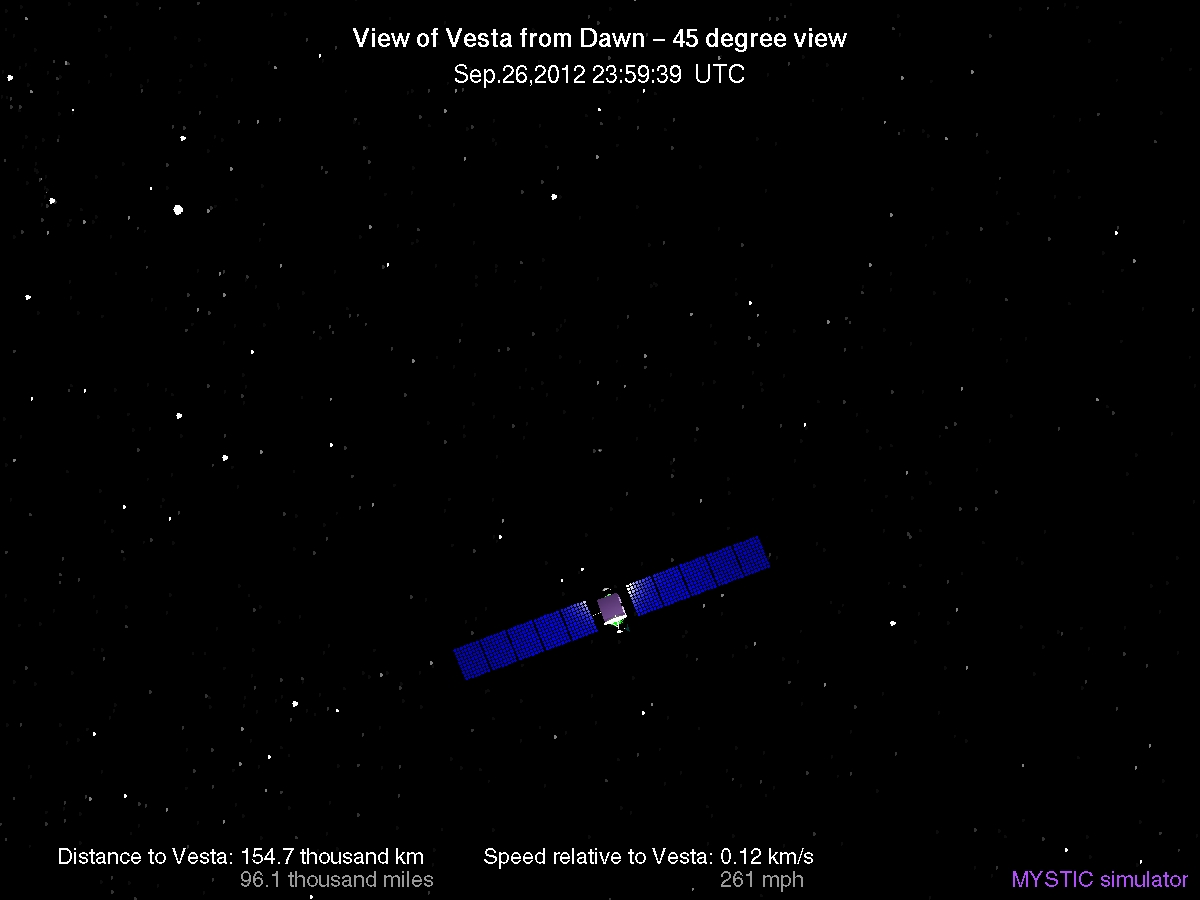 View of Vesta from Dawn – 45 degree view
Sep.26,2012 23:59:39 UTC
Distance to Vesta: 154.7 thousand km
96.1 thousand miles
Speed relative to Vesta: 0.12 km/s
261 mph
MYSTIC simulator